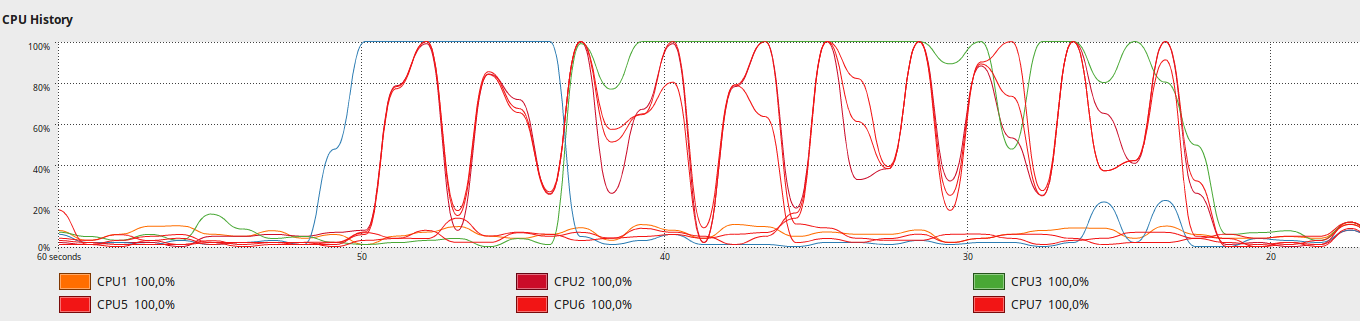 CPU History
100%
80%
60%
40%
20%
0%
60 seconds 50 40 30 20
CPU1 100,0% CPU2 100,0% CPU3 100,0%
CPU5 100,0% CPU6 100,0% CPU7 100,0%